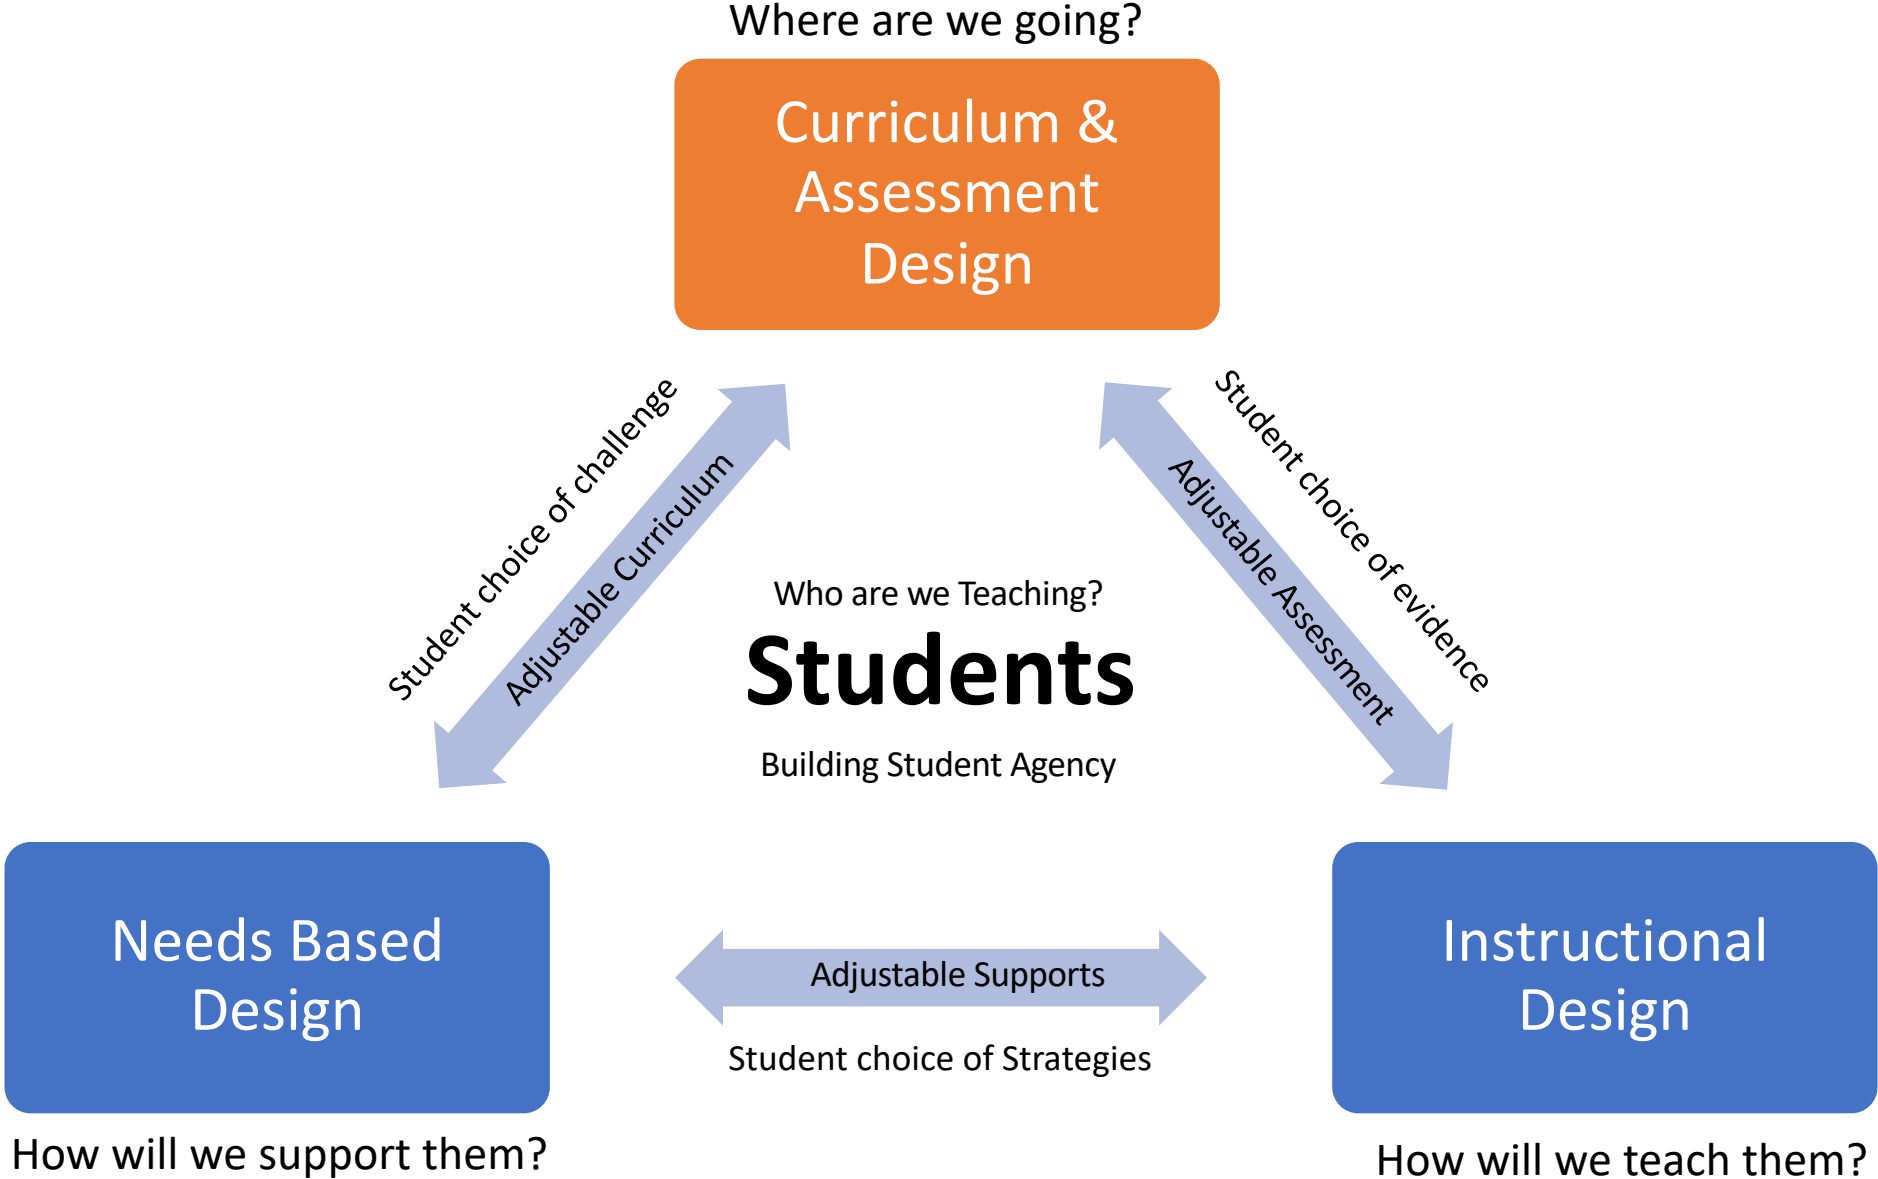 Where are we going?
Curriculum &
Assessment
Design
Student choice of challenge
Adjustable Curriculum
Student choice of evidence
Adjustable Assessment
Who are we Teaching?
Students
Building Student Agency
Needs Based
Design
Adjustable Supports
Student choice of Strategies
Instructional
Design
How will we support them?
How will we teach them?